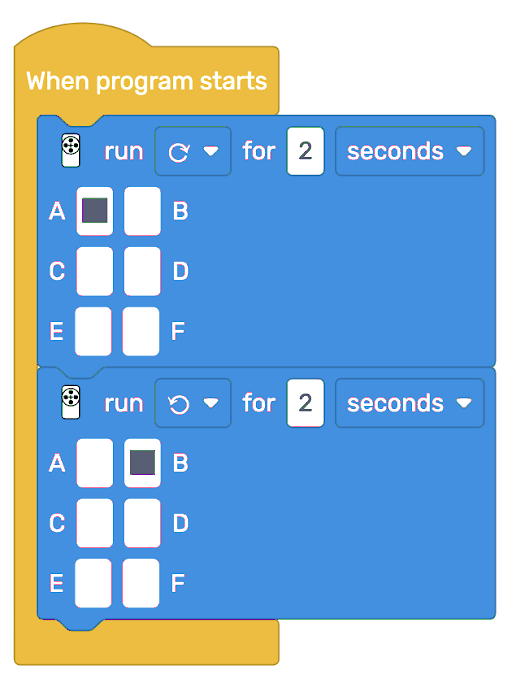 When program starts
run for 2 seconds
A B
C D
E F
run for 2 seconds
A B
C D
E F